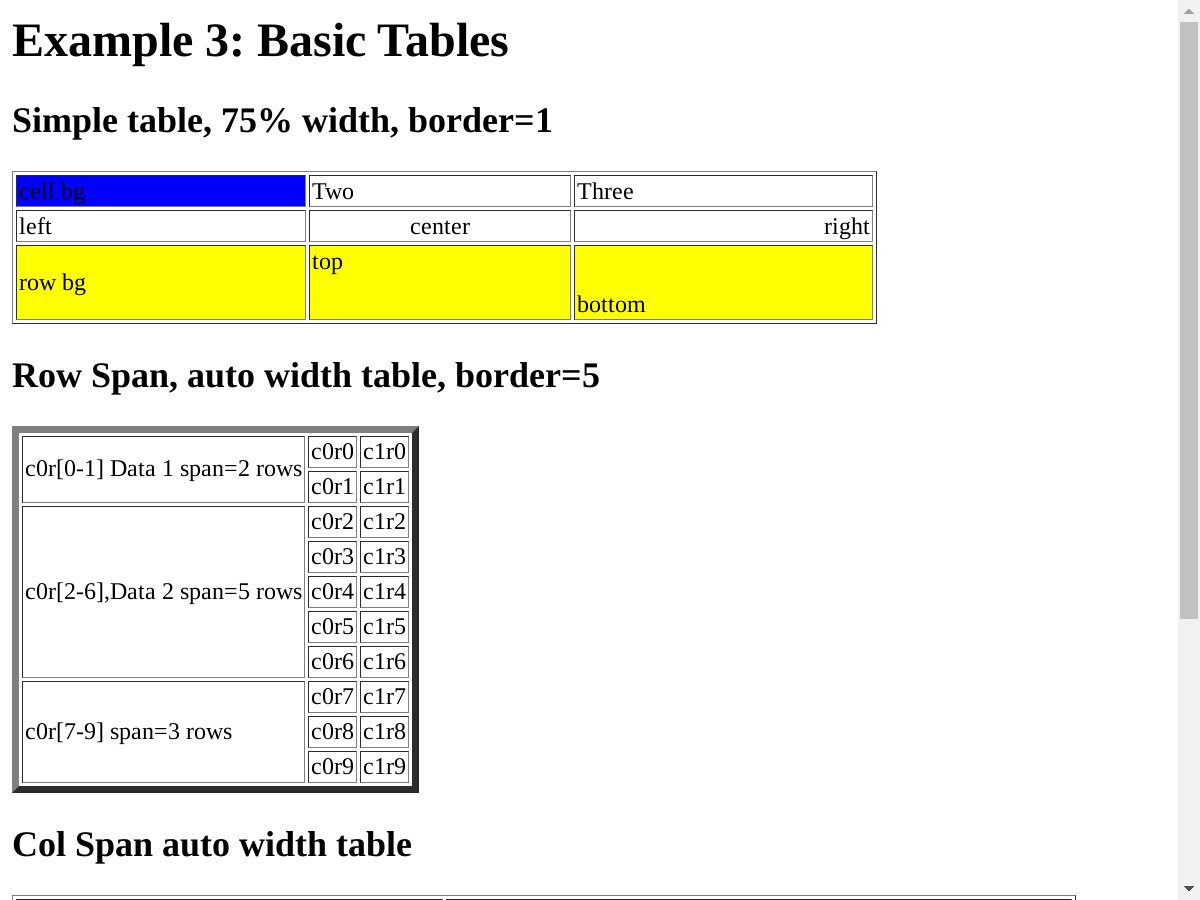 Example 3: Basic Tables
Simple table, 75% width, border=1
cell bg Two Three
left center right
row bg top bottom
Row Span, auto width table, border=5
c0r[0-1] Data 1 span=2 rows c0r0 c1r0
c0r1 c1r1
c0r[2-6],Data 2 span=5 rows c0r2 c1r2
c0r3 c1r3
c0r4 c1r4
c0r5 c1r5
c0r6 c1r6
c0r[7-9] span=3 rows c0r7 c1r7
c0r8 c1r8
c0r9 c1r9
Col Span auto width table